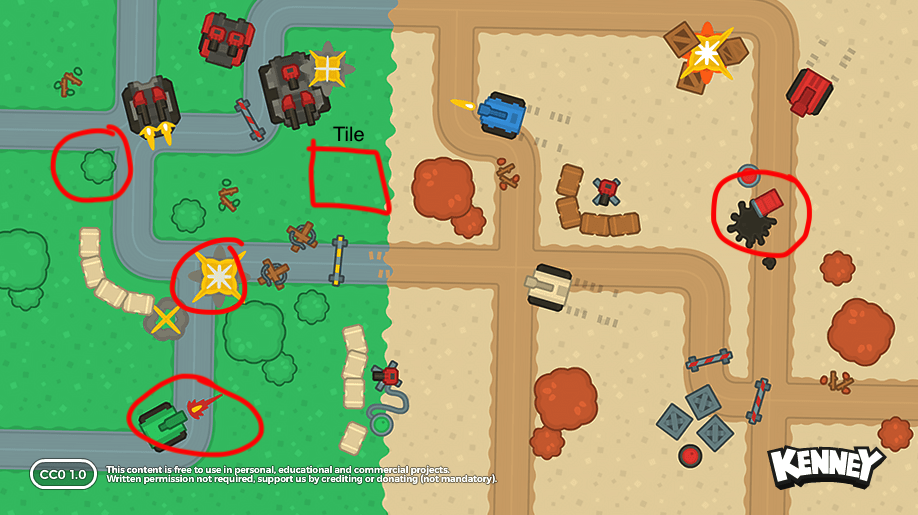 Tile
CC0 1.0
This content is free to use in personal, educational and commercial projects.
Written permission not required, support us by crediting or donating (not mandatory).
KENNEY